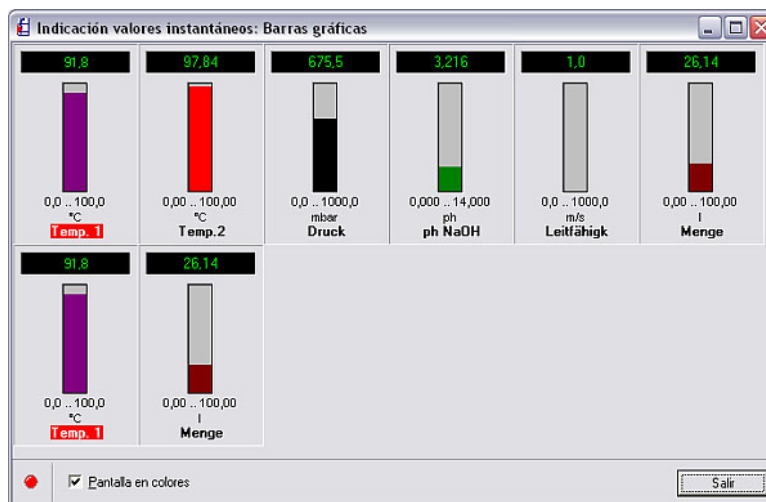 Indicación valores instantáneos: Barras gráficas
91,8 97,84 675,5 3,216 1,0 26,14
0,0 .. 100,0 0,00 .. 100,00 0,0 .. 1000,0 0,000 .. 14,000 0,0 .. 1000,0 0,00 .. 100,00
°C °C mbar ph m/s l
Temp. 1 Temp.2 Druck ph NaOH Leitfähigk Menge
91,8 26,14
0,0 .. 100,0 0,00 .. 100,00
°C l
Temp. 1 Menge
Pantalla en colores Salir